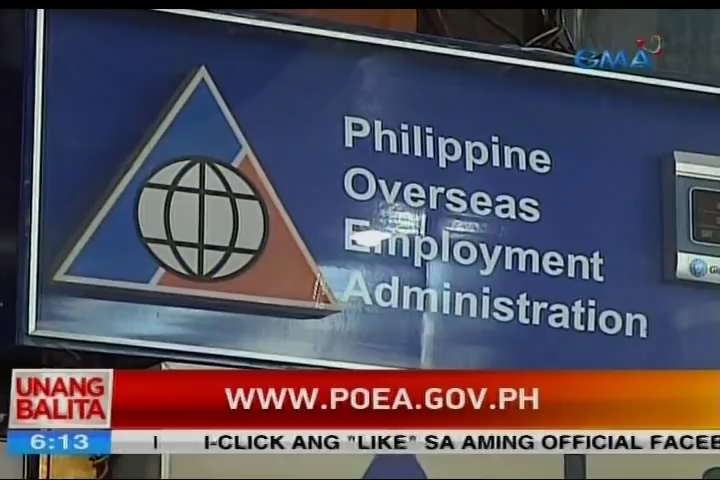 GMA
Philippine
Overseas
Employment
Administration
UNANG
BALITA
WWW.POEA.GOV.PH
6:13
I-CLICK ANG "LIKE" SA AMING OFFICIAL FACEB